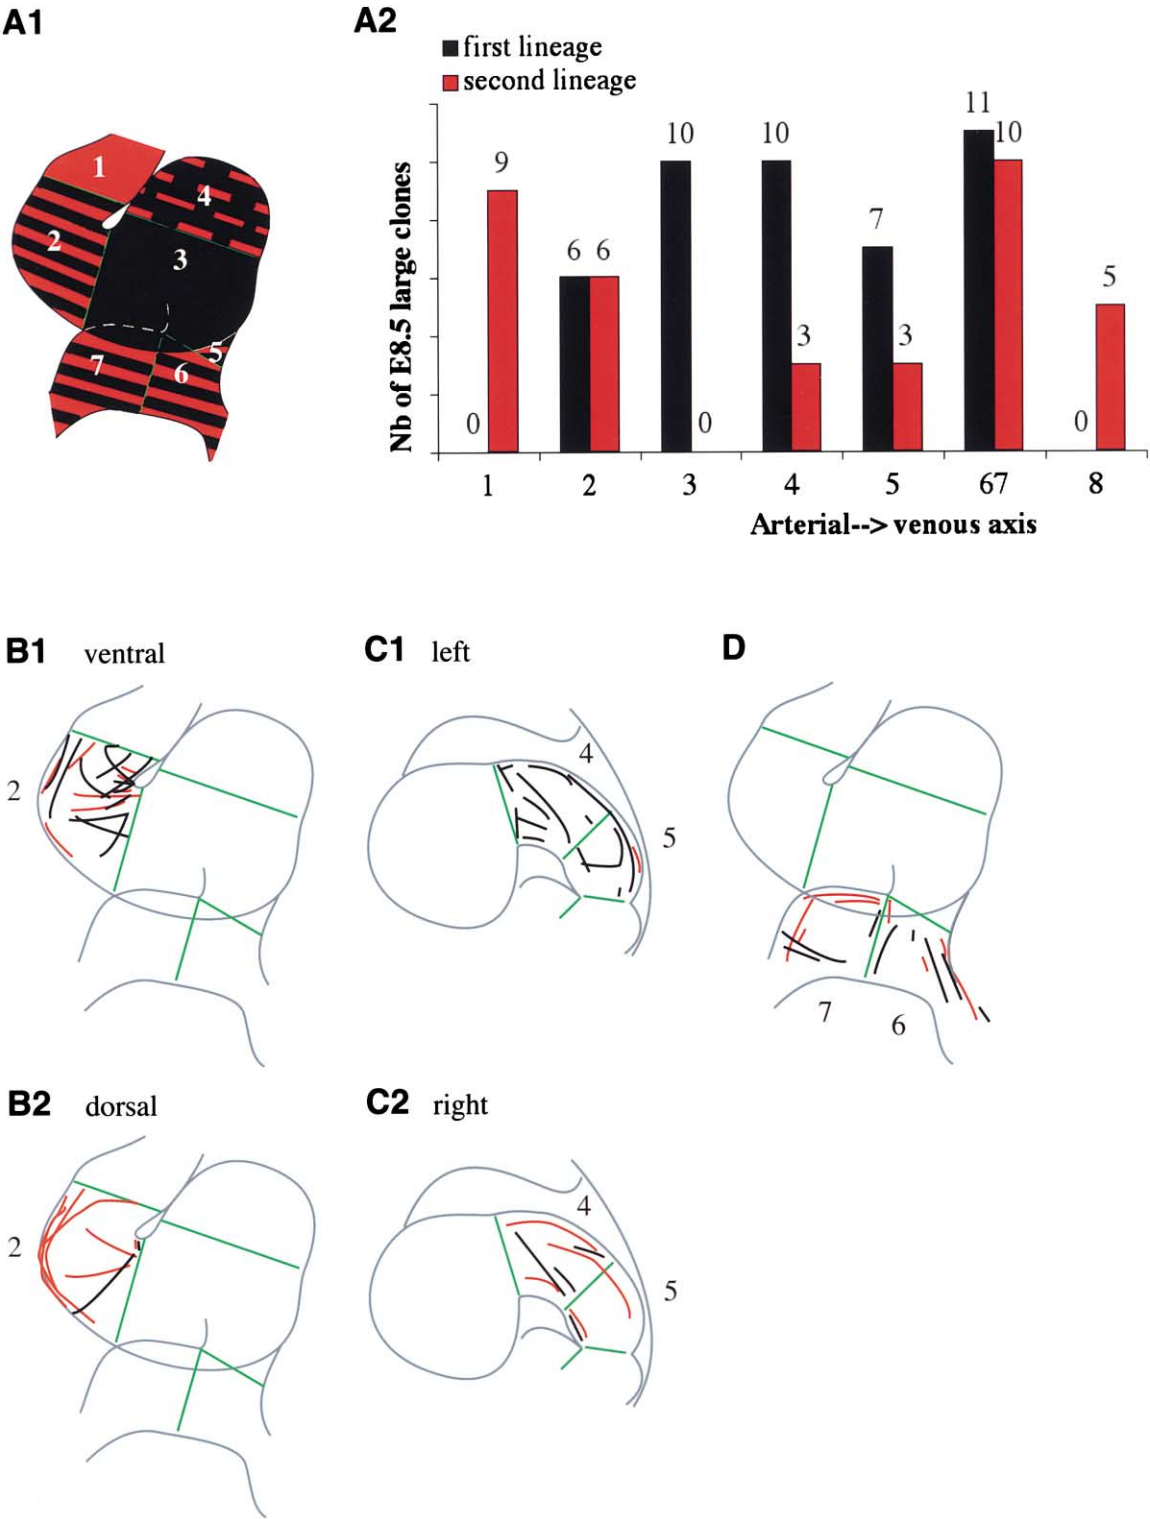 A1
1
2
3
4
5
6
7
A2
first lineage
second lineage
Nb of E8.5 large clones
0 9 6 6 10 0 10 3 7 3 11 10 0 5
1 2 3 4 5 67 8
Arterial--> venous axis
B1 ventral
2
C1 left
4
5
D
7
6
B2 dorsal
2
C2 right
4
5